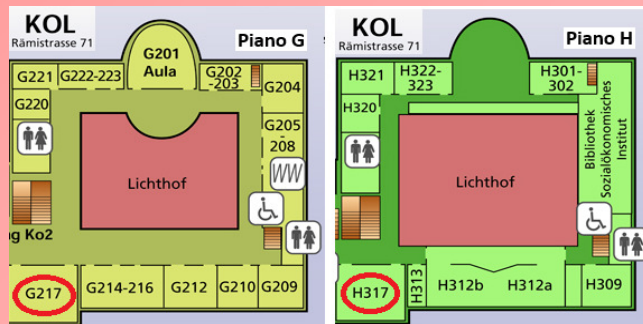 KOL
Rämistrasse 71
Piano G
G201
Aula
G221
G222-223
G202
-203
G204
G220
G205
-
208
Lichthof
ng Ko2
G217
G214-216
G212
G210
G209
KOL
Rämistrasse 71
Piano H
H321
H322-
323
H301-
302
H320
Bibliothek
Sozialökonomisches
Institut
Lichthof
H317
H313
H312b
H312a
H309